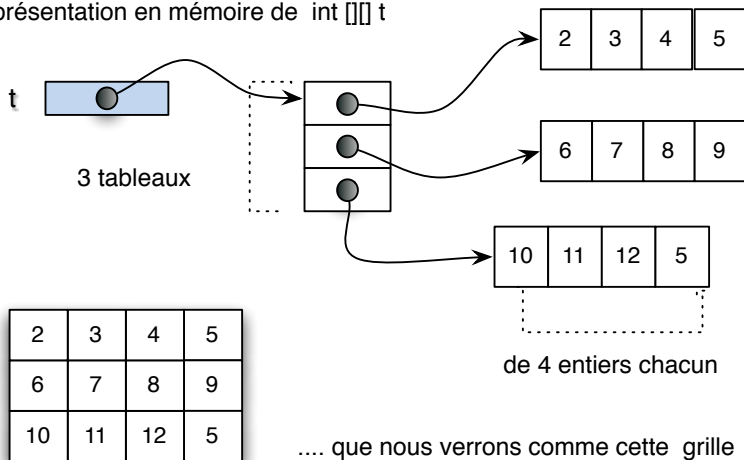 présentation en mémoire de int [][] t
2 3 4 5
t
3 tableaux
6 7 8 9
10 11 12 5
de 4 entiers chacun
2 3 4 5
6 7 8 9
10 11 12 5
.... que nous verrons comme cette grille